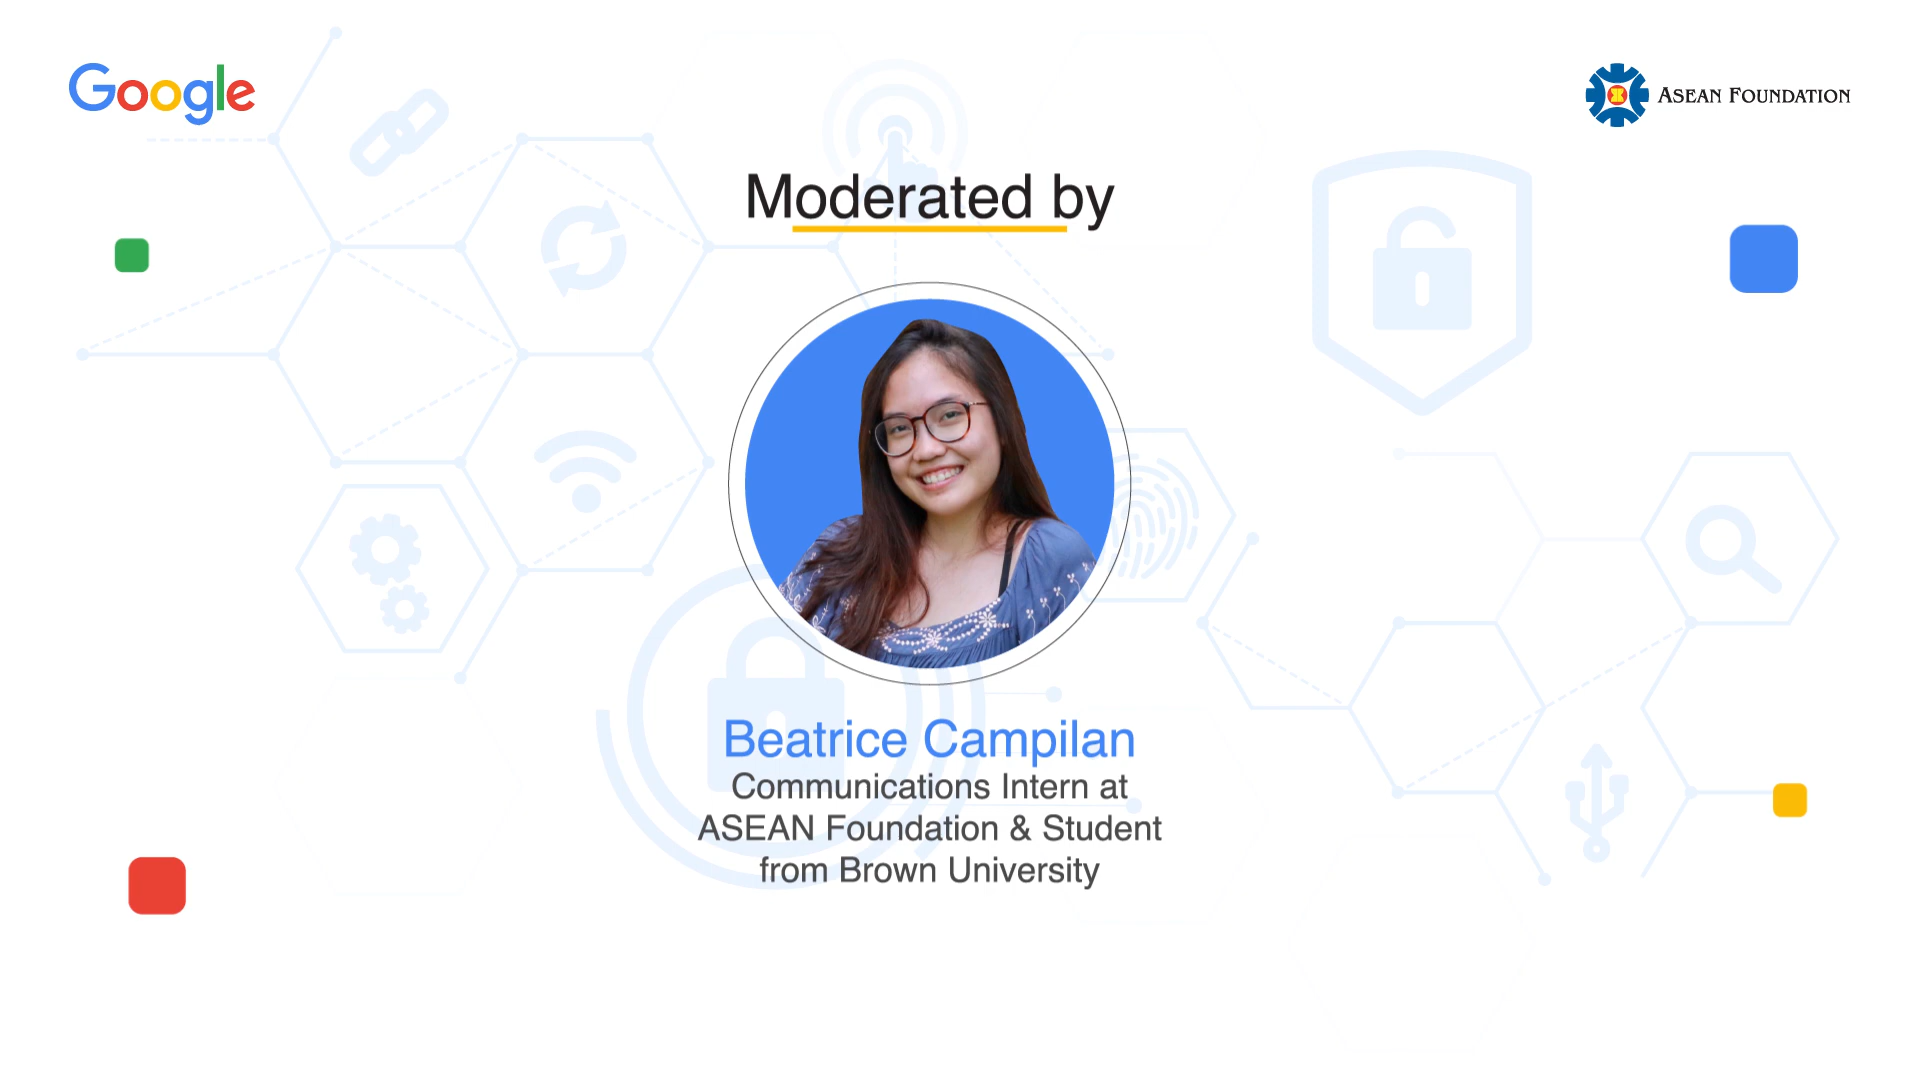 Google
ASEAN FOUNDATION
Moderated by
Beatrice Campilan
Communications Intern at
ASEAN Foundation & Student
from Brown University